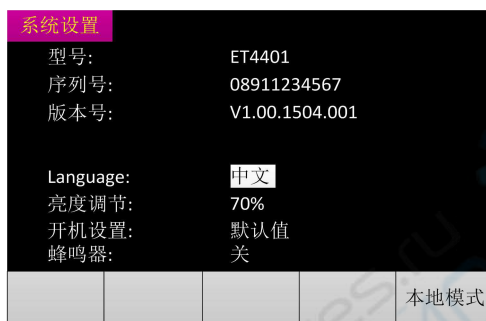 系统设置
型号: ET4401
序列号: 08911234567
版本号: V1.00.1504.001
Language: 中文
亮度调节: 70%
开机设置: 默认值
蜂鸣器: 关
本地模式